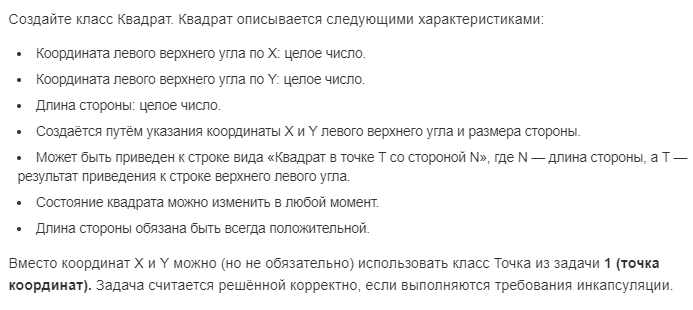 Создайте класс Квадрат. Квадрат описывается следующими характеристиками:
• Координата левого верхнего угла по X: целое число.
• Координата левого верхнего угла по Y: целое число.
• Длина стороны: целое число.
• Создаётся путём указания координаты X и Y левого верхнего угла и размера стороны.
• Может быть приведен к строке вида «Квадрат в точке T со стороной N», где N — длина стороны, а T —
результат приведения к строке верхнего левого угла.
• Состояние квадрата можно изменить в любой момент.
• Длина стороны обязана быть всегда положительной.
Вместо координат X и Y можно (но не обязательно) использовать класс Точка из задачи 1 (точка
координат). Задача считается решённой корректно, если выполняются требования инкапсуляции.